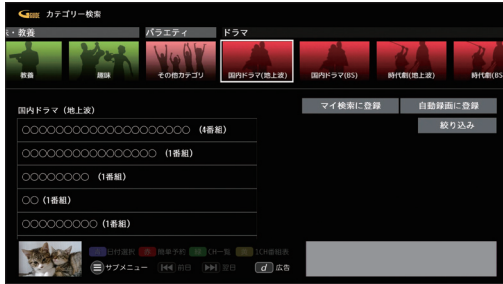 GGUIDE カテゴリー検索
味・教養 バラエティ ドラマ
教養 趣味 その他カテゴリ 国内ドラマ(地上波) 国内ドラマ(BS) 時代劇(地上波) 時代劇(BS
国内ドラマ（地上波）
マイ検索に登録 自動録画に登録
絞り込み
○○○○○○○○○○○○○○○○○○○○ (4番組)
○○○○○○○○○○○○○○○○ (1番組)
○○○○○○○○ (1番組)
○○ (1番組)
○○○○○○○○○ (1番組)
日付選択 簡単予約 CH一覧 1CH番組表
サブメニュー 前日 翌日 d 広告